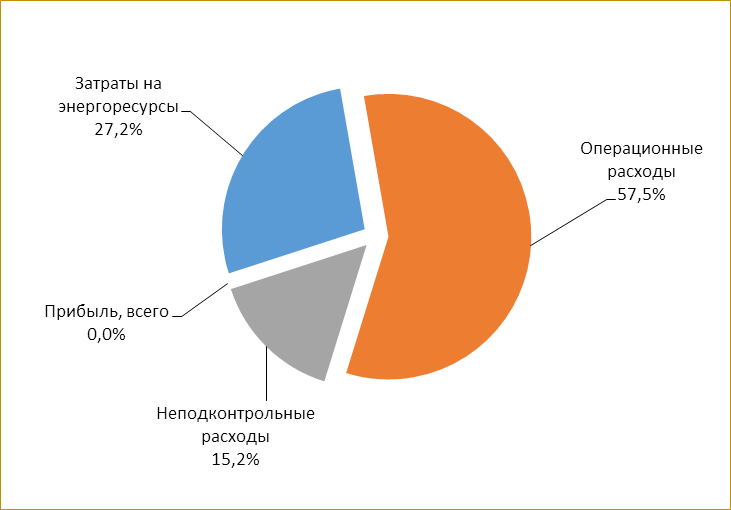 Затраты на
энергоресурсы
27,2%
Операционные
расходы
57,5%
Прибыль, всего
0,0%
Неподконтрольные
расходы
15,2%